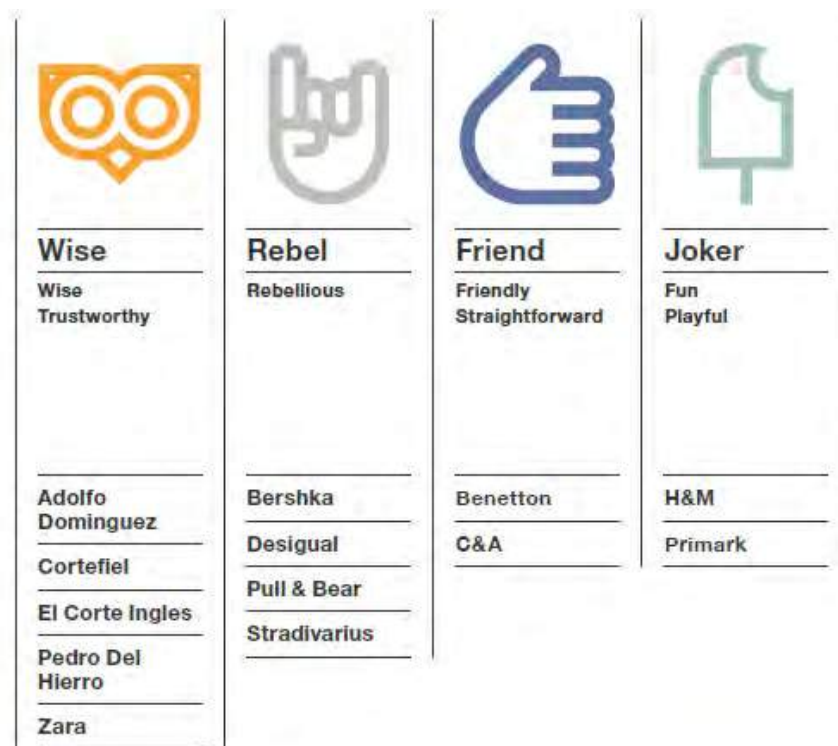 Wise
Wise
Trustworthy
Adolfo
Dominguez
Cortefiel
El Corte Ingles
Pedro Del
Hierro
Zara
Rebel
Rebellious
Bershka
Desigual
Pull & Bear
Stradivarius
Friend
Friendly
Straightforward
Benetton
C&A
Joker
Fun
Playful
H&M
Primark